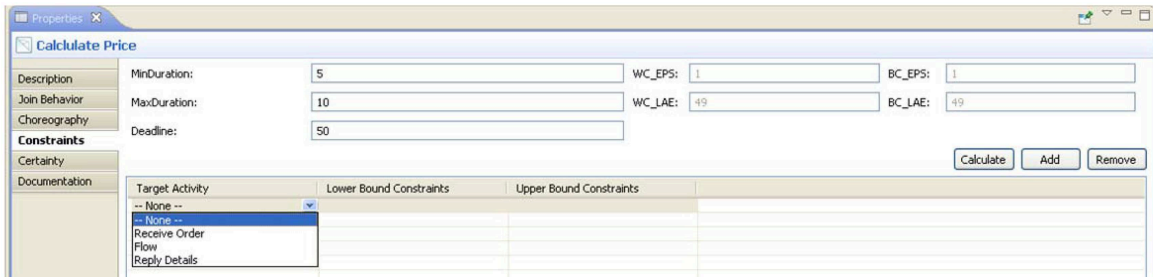 Properties
Calclulate Price
Description
Join Behavior
Choreography
Constraints
Certainty
Documentation
MinDuration: 5 WC_EPS: 1 BC_EPS: 1
MaxDuration: 10 WC_LAE: 49 BC_LAE: 49
Deadline: 50
Calculate Add Remove
Target Activity Lower Bound Constraints Upper Bound Constraints
-- None --
-- None --
Receive Order
Flow
Reply Details